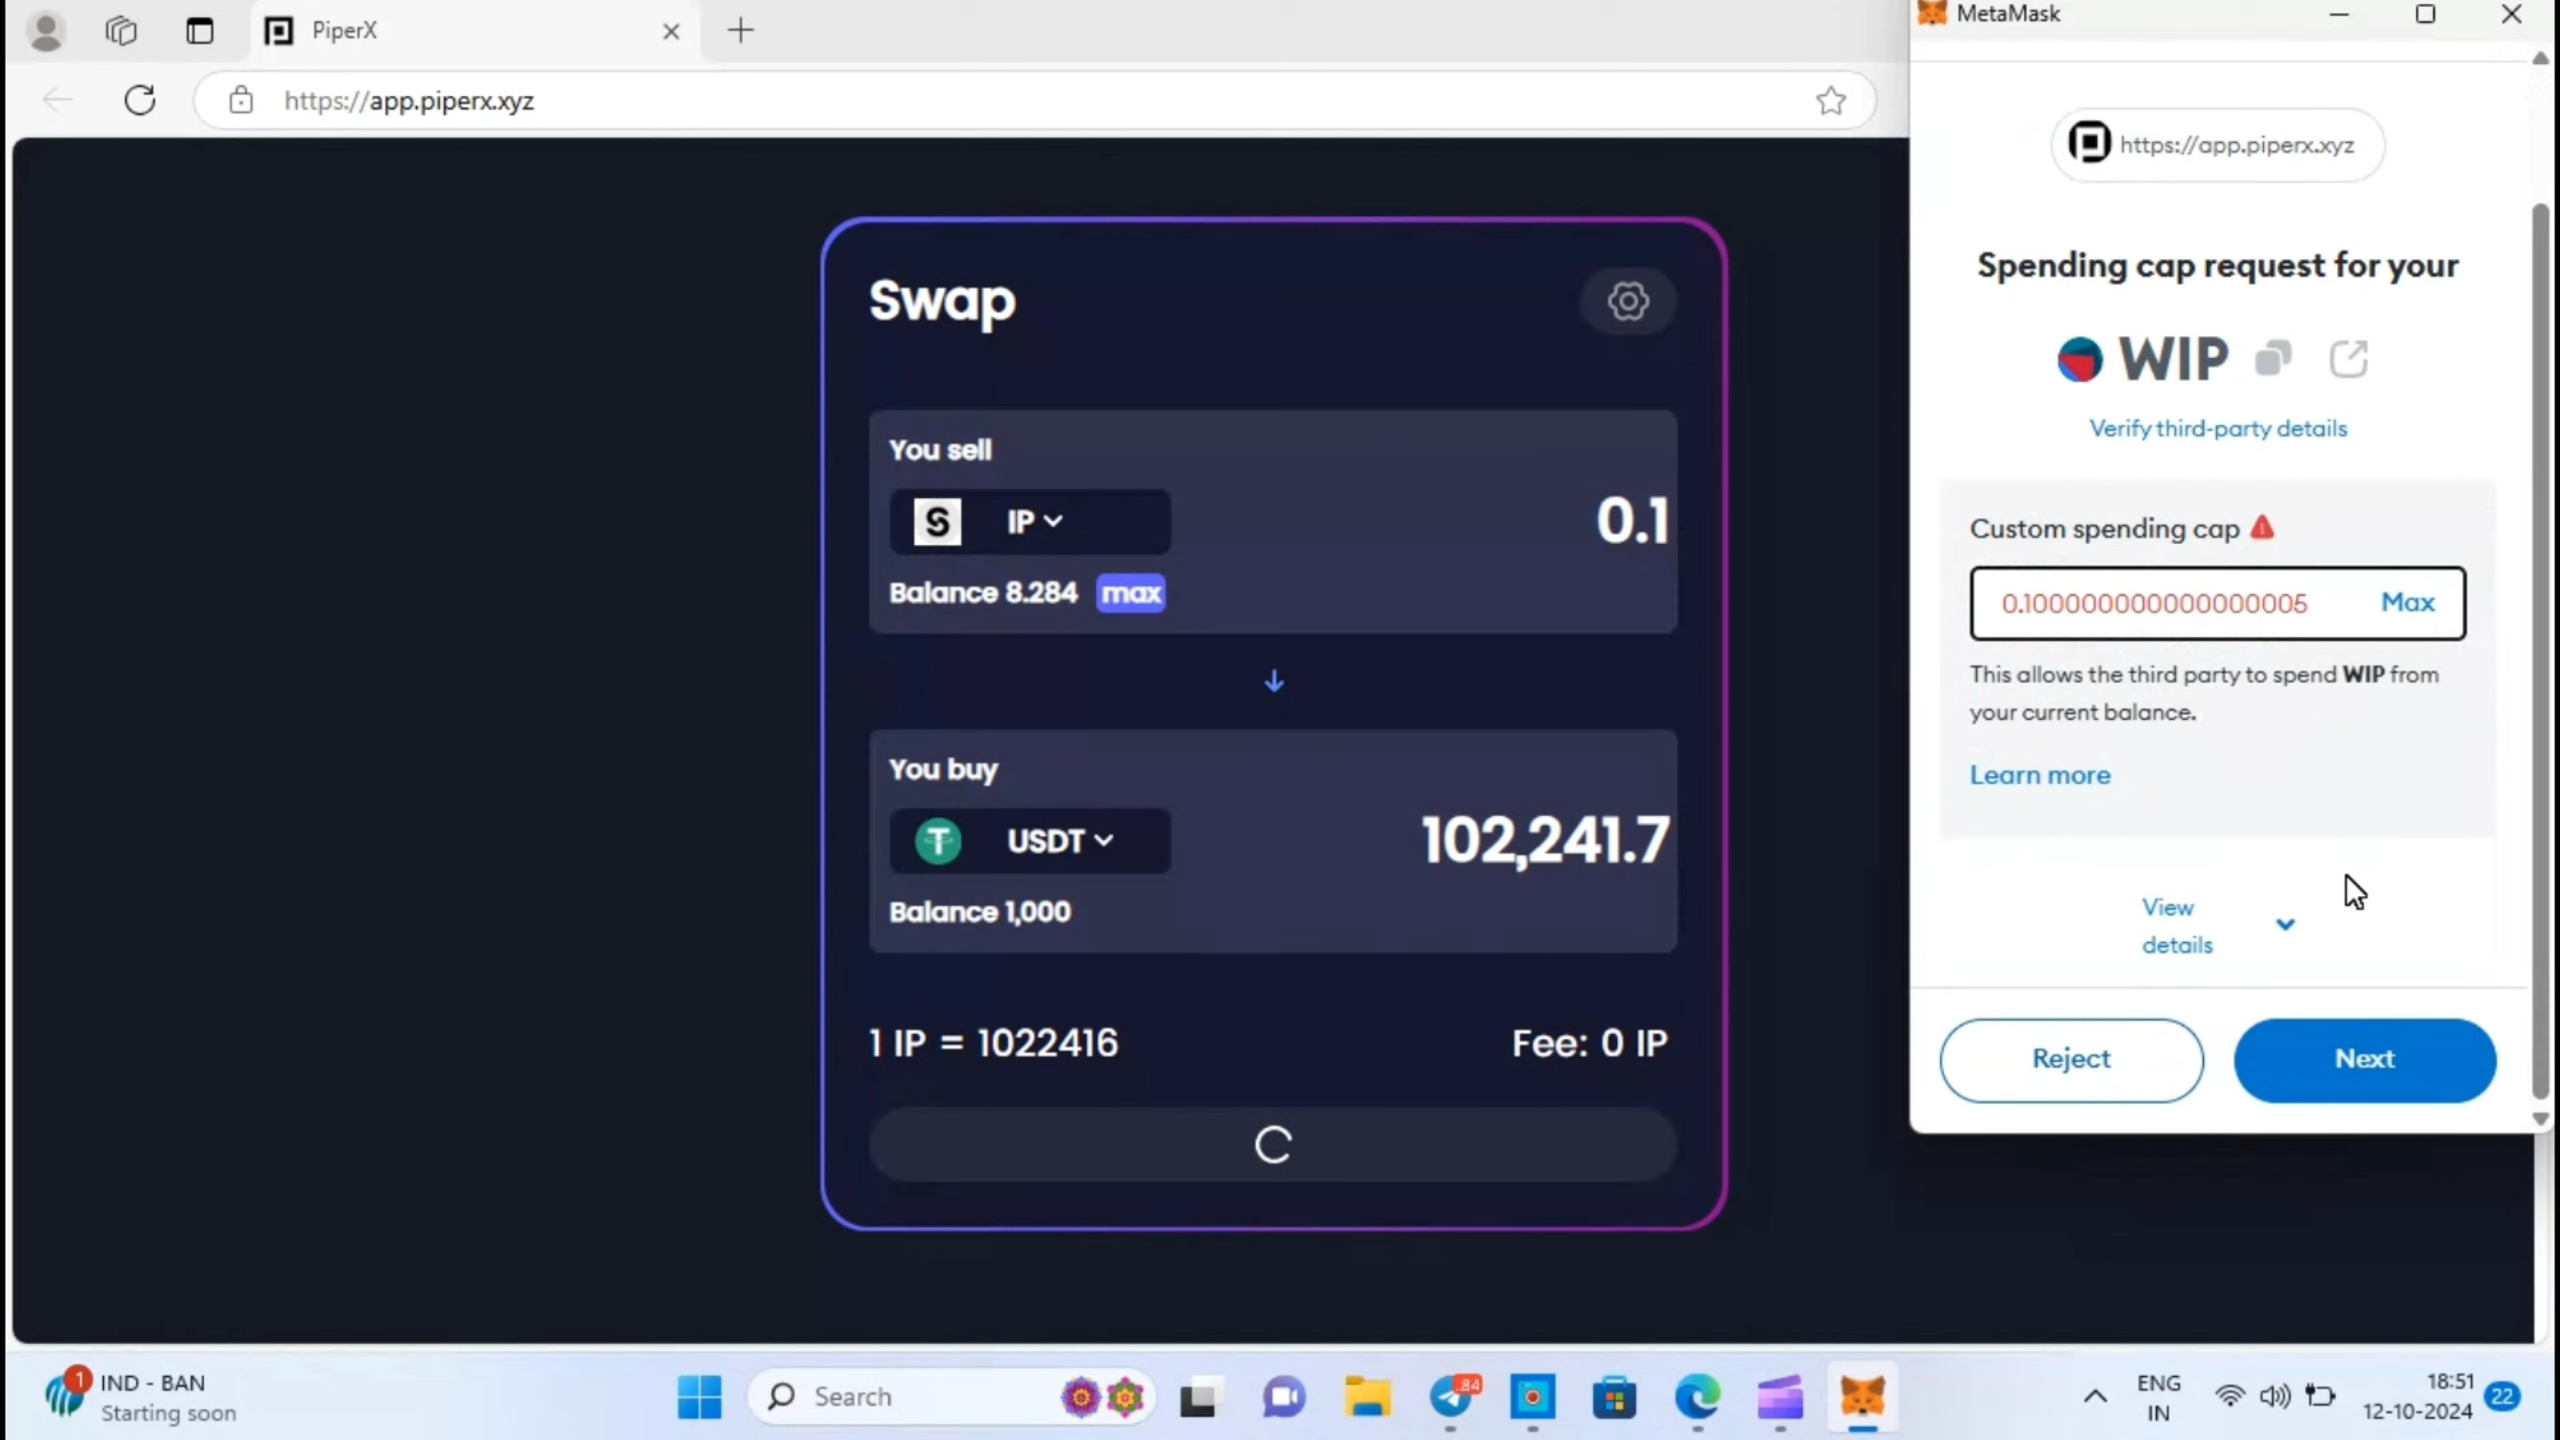 PiperX
https://app.piperx.xyz
Swap
You sell
IP
0.1
Balance 8.284 max
You buy
USDT
102,241.7
Balance 1,000
1 IP = 1022416
Fee: 0 IP
MetaMask
https://app.piperx.xyz
Spending cap request for your
WIP
Verify third-party details
Custom spending cap
0.100000000000000005
Max
This allows the third party to spend WIP from
your current balance.
Learn more
View
details
Reject
Next
1
IND - BAN
Starting soon
Search
84
ENG
IN
18:51
12-10-2024
22